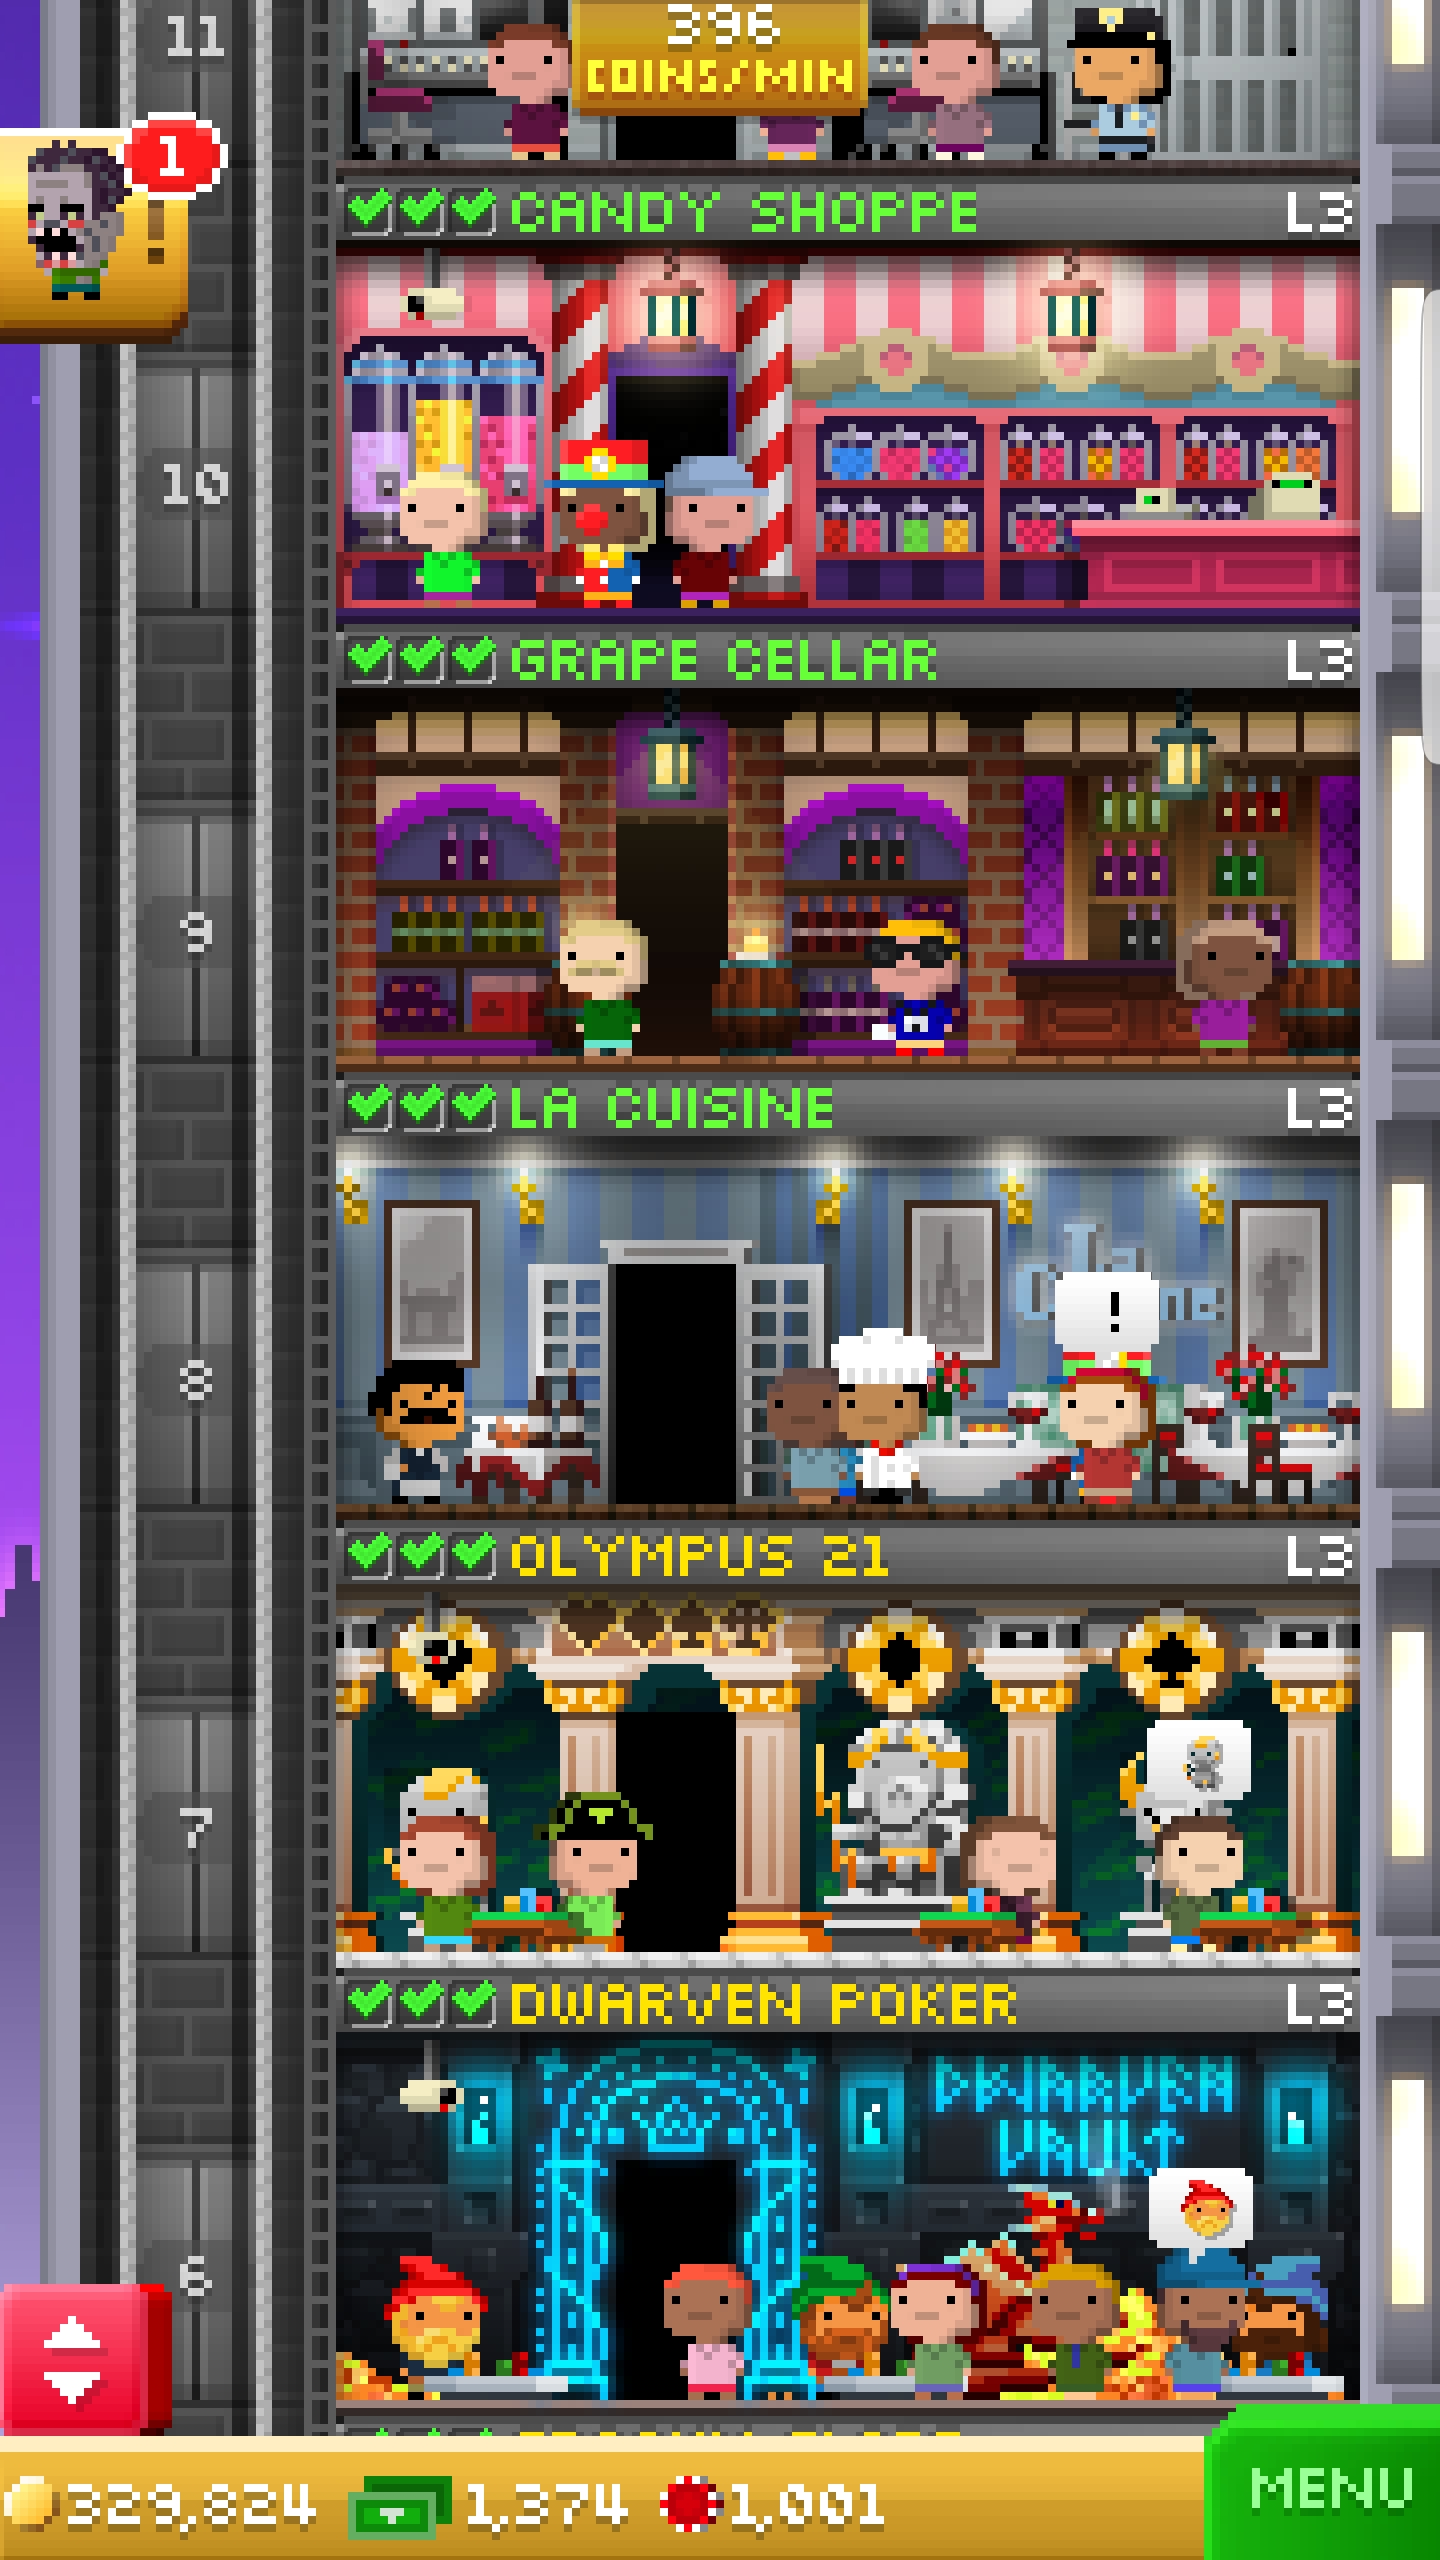 11
396
COINS/MIN
1
!
CANDY SHOPPE L3
10
GRAPE CELLAR L3
9
LA CUISINE L3
La
!
8
OLYMPUS 21 L3
7
DWARVEN POKER L3
DWARVEN
VAULT
6
329,824 1,374 1,001
MENU